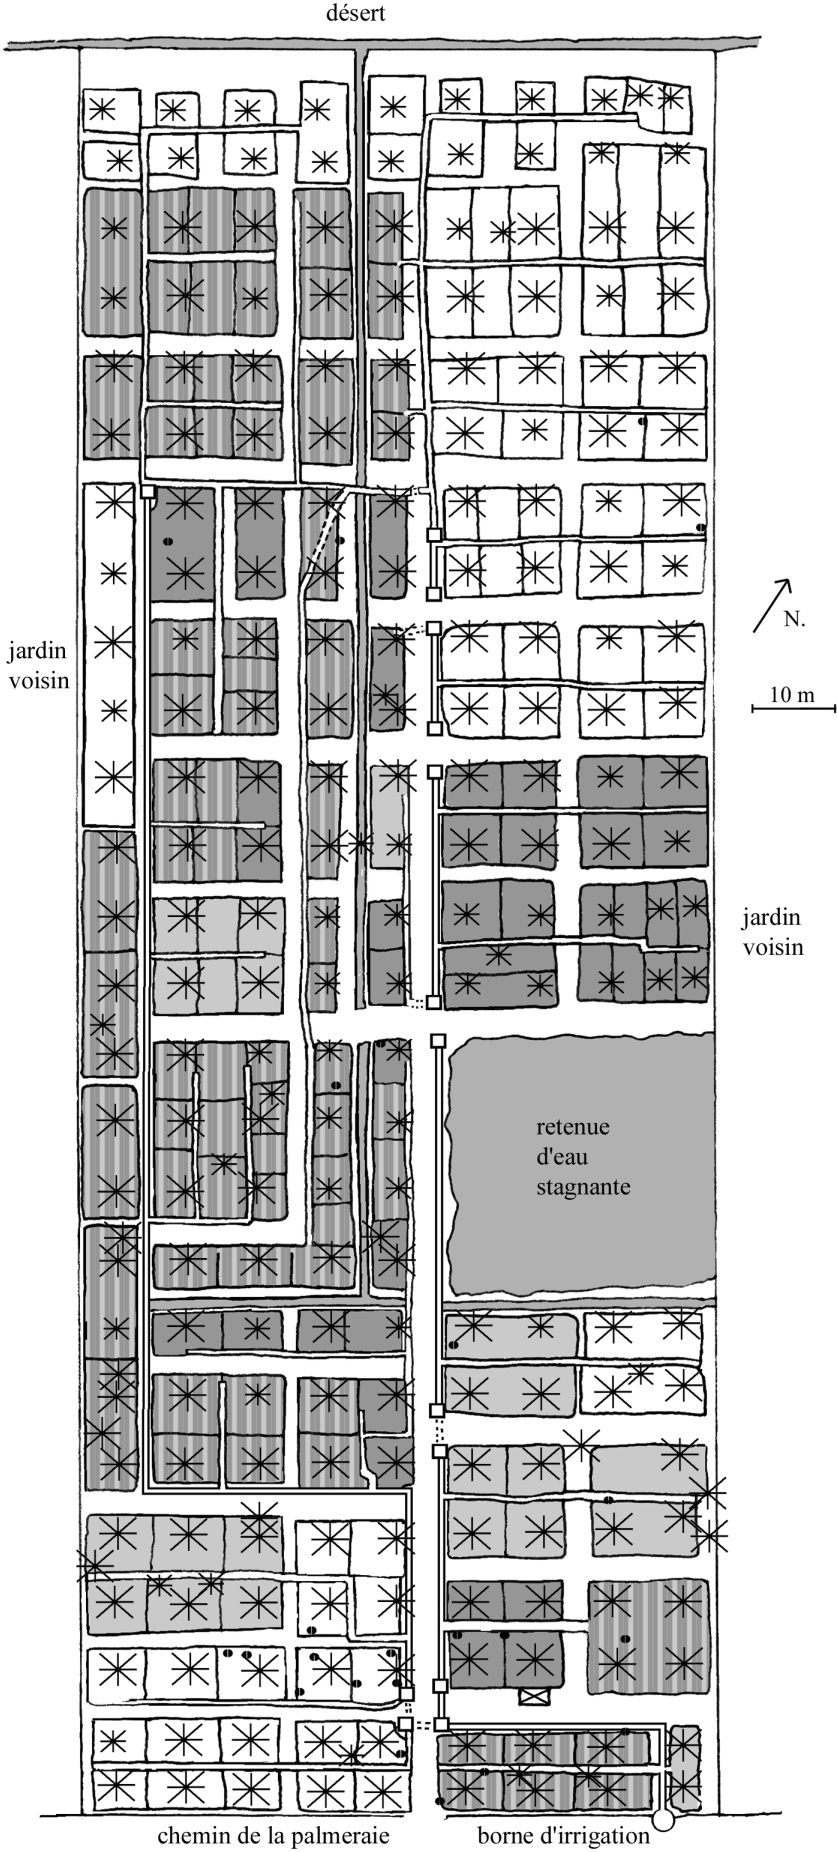 désert
N.
10 m
jardin
voisin
jardin
voisin
retenue
d'eau
stagnante
chemin de la palmeraie
borne d'irrigation